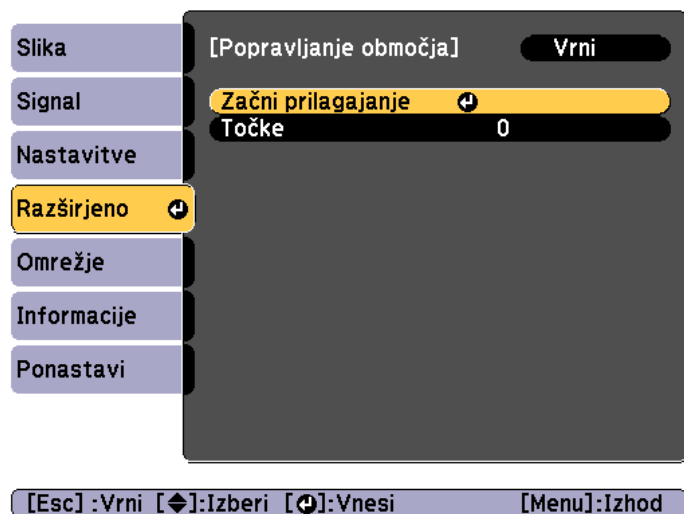 Slika
Signal
Nastavitve
Razširjeno
Omrežje
Informacije
Ponastavi
[Popravljanje območja] Vrni
Začni prilagajanje
Točke 0
[Esc] :Vrni [◆]:Izberi [⏎]:Vnesi [Menu]:Izhod